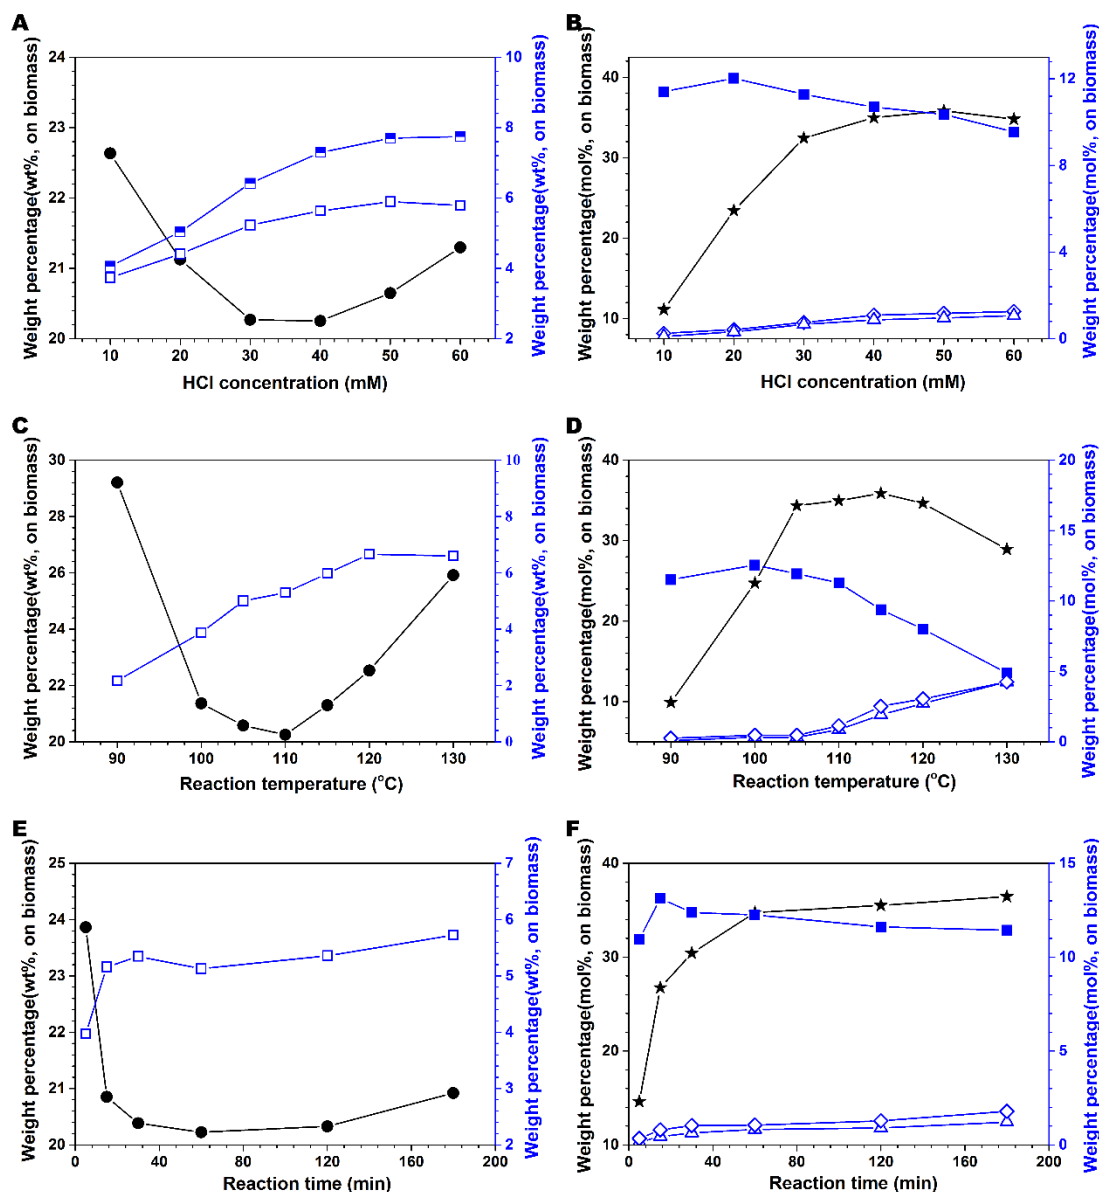 A
Weight percentage(wt%, on biomass)
24
23
22
21
20
10
8
6
4
2
Weight percentage(wt%, on biomass)
10 20 30 40 50 60
HCl concentration (mM)
B
Weight percentage(mol%, on biomass)
40
30
20
10
12
8
4
0
Weight percentage(mol%, on biomass)
10 20 30 40 50 60
HCl concentration (mM)
C
Weight percentage(wt%, on biomass)
30
28
26
24
22
20
10
8
6
4
2
0
Weight percentage(wt%, on biomass)
90 100 110 120 130
Reaction temperature (°C)
D
Weight percentage(mol%, on biomass)
40
30
20
10
20
15
10
5
0
Weight percentage(mol%, on biomass)
90 100 110 120 130
Reaction temperature (°C)
E
Weight percentage(wt%, on biomass)
25
24
23
22
21
20
7
6
5
4
3
2
Weight percentage(wt%, on biomass)
0 40 80 120 160 200
Reaction time (min)
F
Weight percentage(mol%, on biomass)
40
30
20
10
15
10
5
0
Weight percentage(mol%, on biomass)
0 40 80 120 160 200
Reaction time (min)